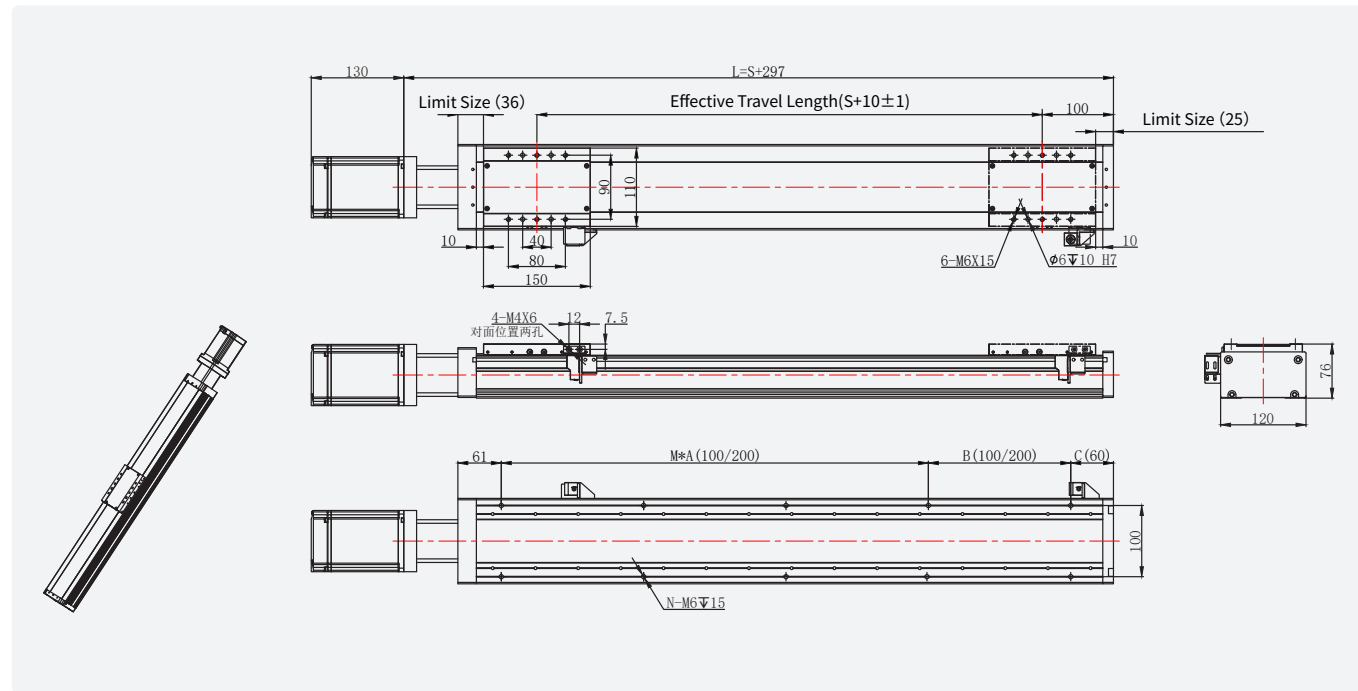 130
L=S+297
Limit Size（36）
Effective Travel Length(S+10±1)
100
Limit Size（25）
90
110
10
40
10
80
6-M6X15
ϕ6↧10 H7
150
4-M4X6
12
7.5
对面位置两孔
76
120
61
M*A(100/200)
B(100/200)
C(60)
100
N-M6↧15